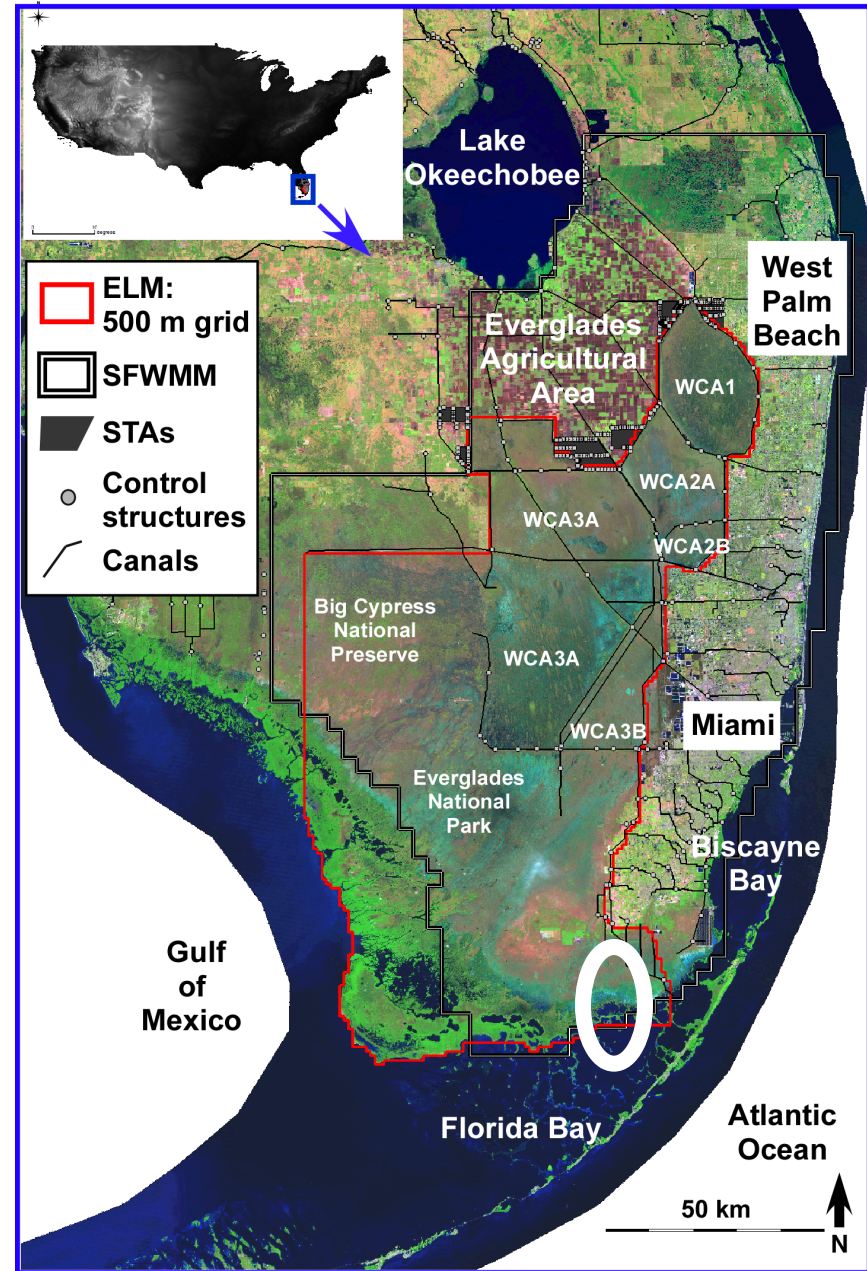 Lake
Okeechobee
degrees
ELM:
500 m grid
SFWMM
STAs
Control
structures
Canals
West
Palm
Beach
Everglades
Agricultural
Area
WCA1
WCA2A
WCA3A
WCA2B
Big Cypress
National
Preserve
WCA3A
WCA3B
Miami
Everglades
National
Park
Biscayne
Bay
Gulf
of
Mexico
Florida Bay
Atlantic
Ocean
50 km
N